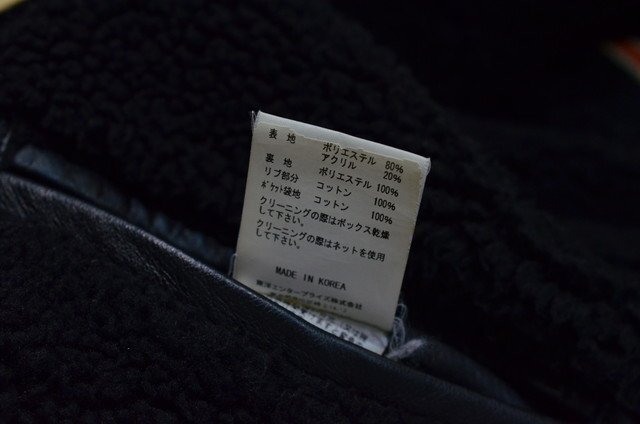 表 地 ポリエステル 80%
アクリル 20%
裏 地 ポリエステル 100%
リブ部分 コットン 100%
ポケット袋地 コットン 100%
クリーニングの際はボックス乾燥
して下さい。
クリーニングの際はネットを使用
して下さい。
MADE IN KOREA
東洋エンタープライズ株式会社